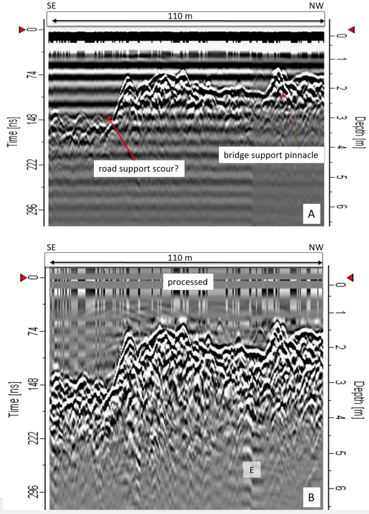 SE
NW
110 m
0
74
148
222
296
Time [ns]
0
1
2
3
4
5
6
Depth [m]
road support scour?
bridge support pinnacle
A
SE
NW
110 m
processed
0
74
148
222
296
Time [ns]
0
1
2
3
4
5
6
Depth [m]
E
B